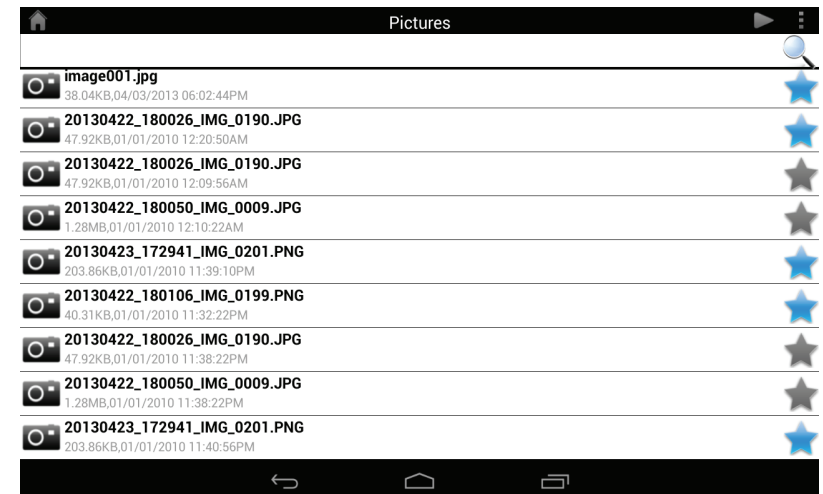 Pictures
image001.jpg
38.04KB,04/03/2013 06:02:44PM
20130422_180026_IMG_0190.JPG
47.92KB,01/01/2010 12:20:50AM
20130422_180026_IMG_0190.JPG
47.92KB,01/01/2010 12:09:56AM
20130422_180050_IMG_0009.JPG
1.28MB,01/01/2010 12:10:22AM
20130423_172941_IMG_0201.PNG
203.86KB,01/01/2010 11:39:10PM
20130422_180106_IMG_0199.PNG
40.31KB,01/01/2010 11:32:22PM
20130422_180026_IMG_0190.JPG
47.92KB,01/01/2010 11:38:22PM
20130422_180050_IMG_0009.JPG
1.28MB,01/01/2010 11:38:22PM
20130423_172941_IMG_0201.PNG
203.86KB,01/01/2010 11:40:56PM